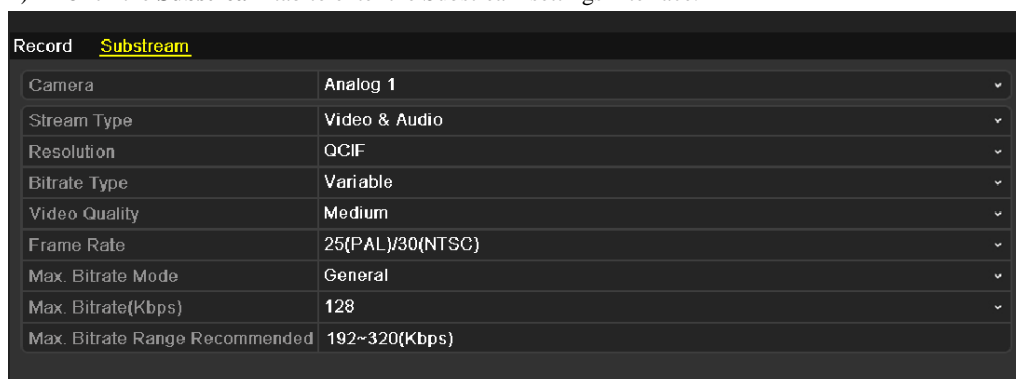 Record Substream
Camera Analog 1
Stream Type Video & Audio
Resolution QCIF
Bitrate Type Variable
Video Quality Medium
Frame Rate 25(PAL)/30(NTSC)
Max. Bitrate Mode General
Max. Bitrate(Kbps) 128
Max. Bitrate Range Recommended 192~320(Kbps)